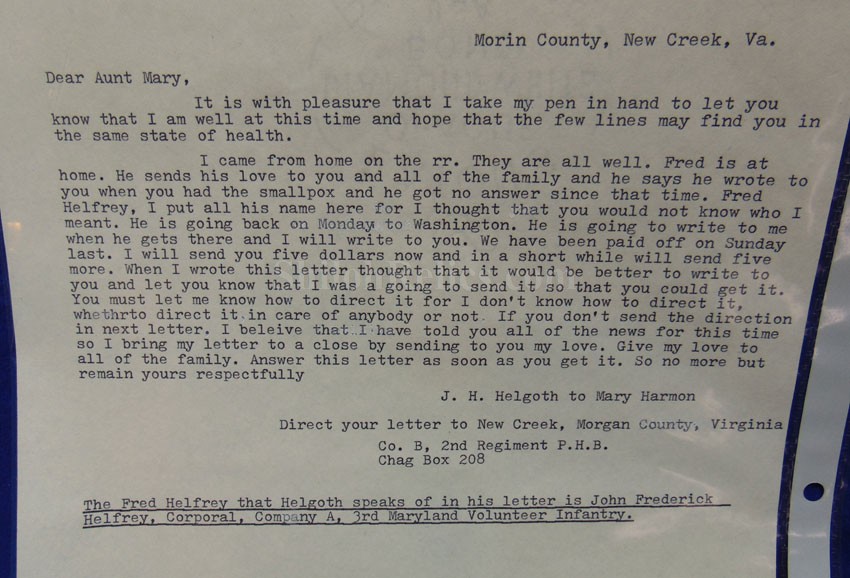 Morin County, New Creek, Va.
Dear Aunt Mary,
It is with pleasure that I take my pen in hand to let you
know that I am well at this time and hope that the few lines may find you in
the same state of health.
I came from home on the rr. They are all well. Fred is at
home. He sends his love to you and all of the family and he says he wrote to
you when you had the smallpox and he got no answer since that time. Fred
Helfrey, I put all his name here for I thought that you would not know who I
meant. He is going back on Monday to Washington. He is going to write to me
when he gets there and I will write to you. We have been paid off on Sunday
last. I will send you five dollars now and in a short while will send five
more. When I wrote this letter thought that it would be better to write to
you and let you know that I was a going to send it so that you could get it.
You must let me know how to direct it for I don't know how to direct it,
whethrto direct it in care of anybody or not. If you don't send the direction
in next letter. I beleive that I have told you all of the news for this time
so I bring my letter to a close by sending to you my love. Give my love to
all of the family. Answer this letter as soon as you get it. So no more but
remain yours respectfully
J. H. Helgoth to Mary Harmon
Direct your letter to New Creek, Morgan County, Virginia
Co. B, 2nd Regiment P.H.B.
Chag Box 208
The Fred Helfrey that Helgoth speaks of in his letter is John Frederick
Helfrey, Corporal, Company A, 3rd Maryland Volunteer Infantry.